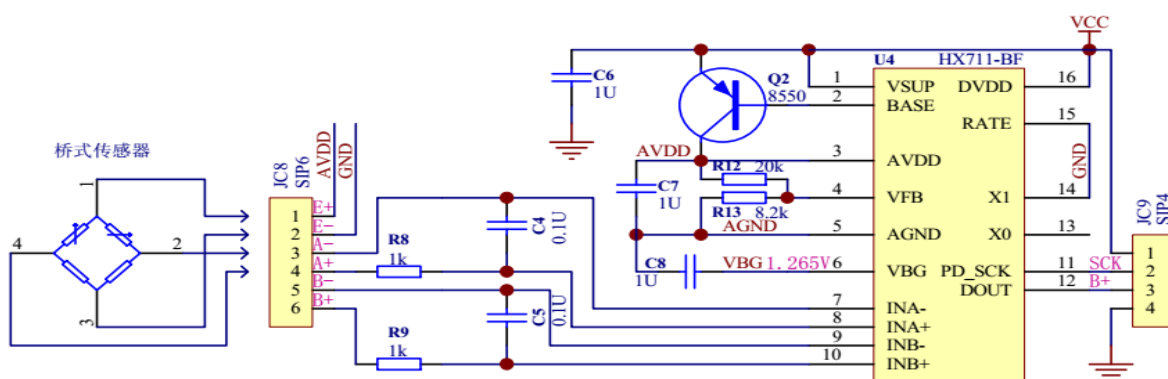 桥式传感器
1
2
3
4
JC8
SIP6
AVDD
GND
1 E+
2 E-
3 A-
4 A+
5 B-
6 B+
R8
1k
R9
1k
C4
0.1U
C5
0.1U
C6
1U
Q2
8550
AVDD
R12 20k
C7
1U
R13 8.2k
AGND
C8
1U
VBG 1.265V
VCC
U4 HX711-BF
1 VSUP
2 BASE
3 AVDD
4 VFB
5 AGND
6 VBG
7 INA-
8 INA+
9 INB-
10 INB+
DVDD 16
RATE 15
GND
X1 14
X0 13
PD_SCK 11 SCK
DOUT 12 B+
JC9
SIP4
1
2
3
4